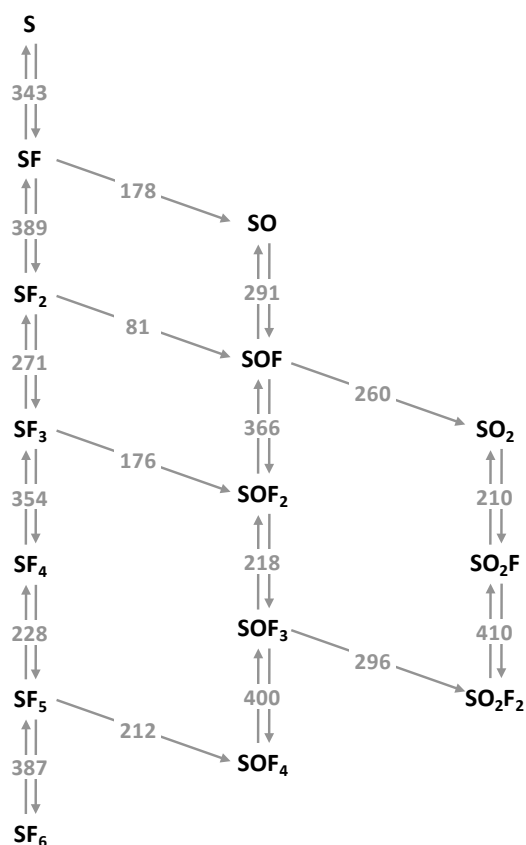 S
343
SF
178
SO
389
291
SF₂
81
SOF
271
260
SF₃
366
SO₂
176
SOF₂
354
210
SF₄
218
SO₂F
228
SOF₃
410
296
SF₅
400
SO₂F₂
212
387
SOF₄
SF₆